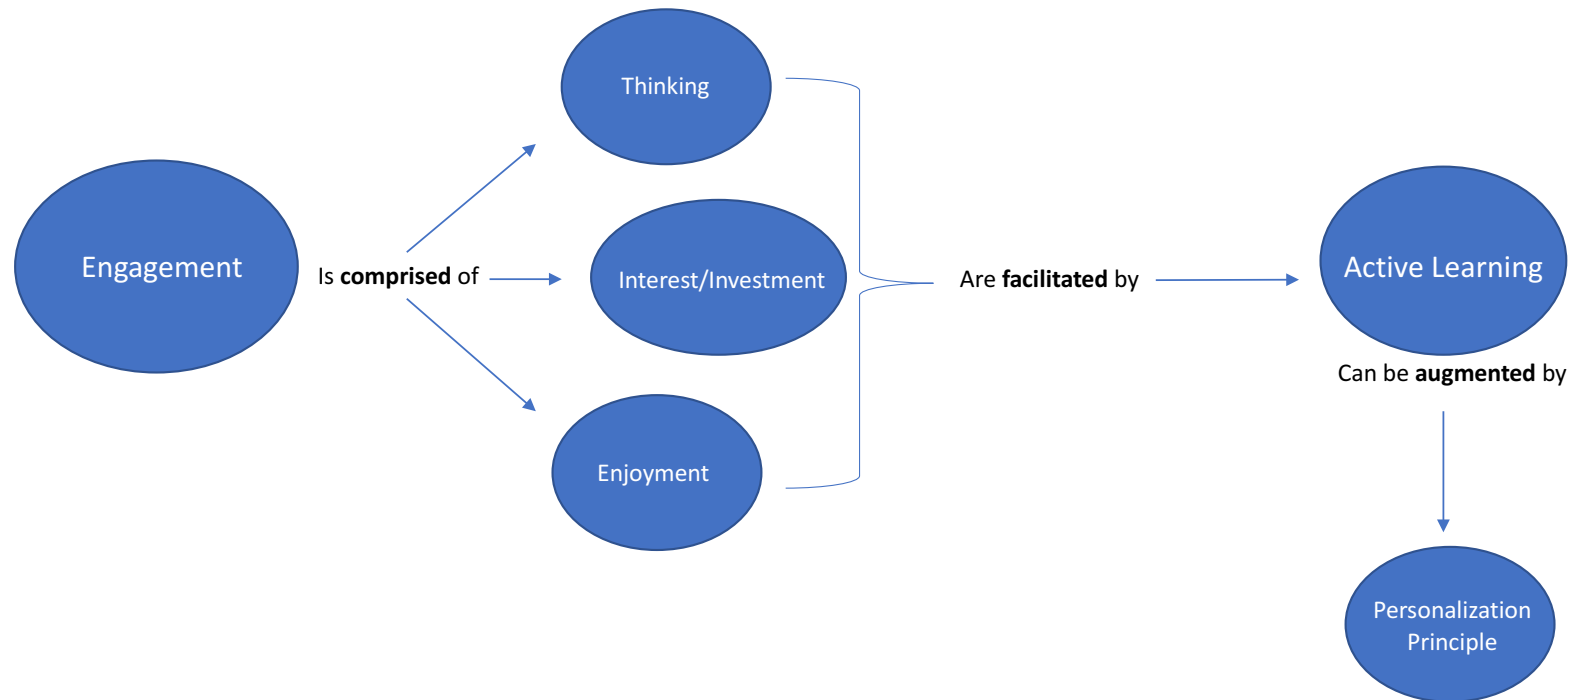 Engagement
Is comprised of
Thinking
Interest/Investment
Enjoyment
Are facilitated by
Active Learning
Can be augmented by
Personalization
Principle